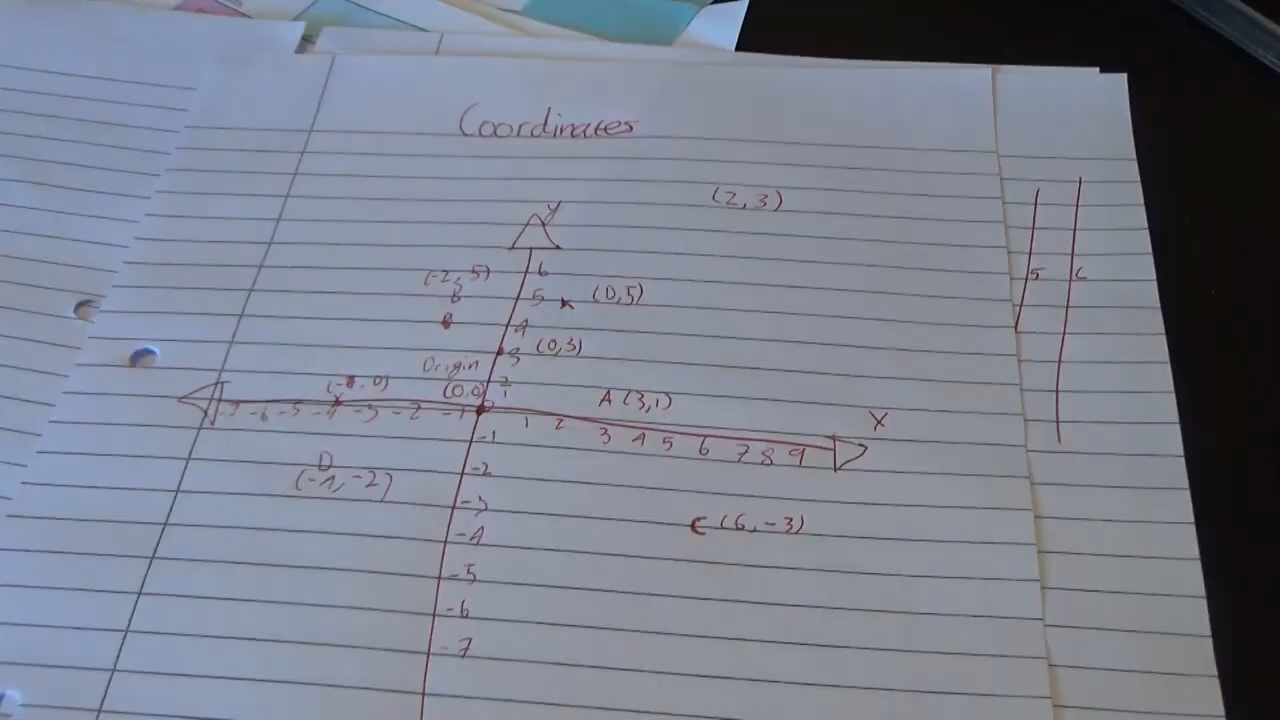 Coordinates
(2,3)
y
6
(-2, 5)
B
5
(0,5)
4
3
(0,3)
Origin
2
1
(0,0)
A (3,1)
X
-6 -5 -4 -3 -2 -1
1 2 3 4 5 6 7 8 9
-1
-2
D
(-1,-2)
-3
(6,-3)
-4
-5
-6
-7
5